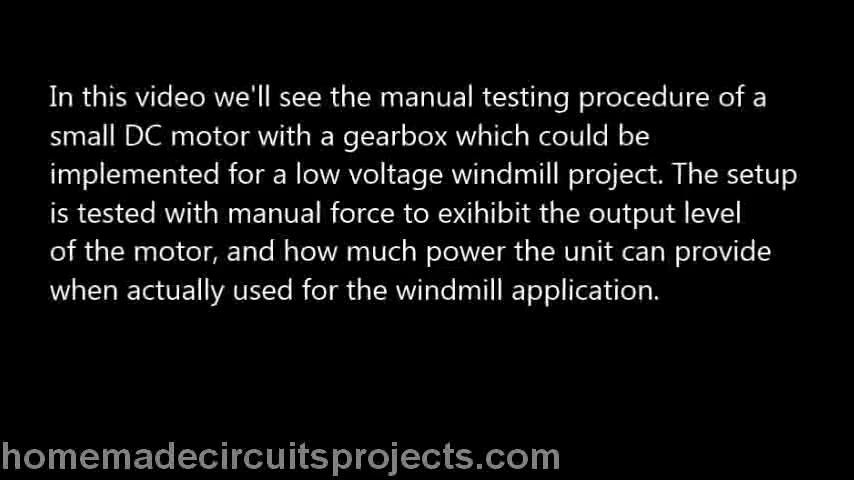 In this video we'll see the manual testing procedure of a
small DC motor with a gearbox which could be
implemented for a low voltage windmill project. The setup
is tested with manual force to exihibit the output level
of the motor, and how much power the unit can provide
when actually used for the windmill application.
homemadecircuitsprojects.com